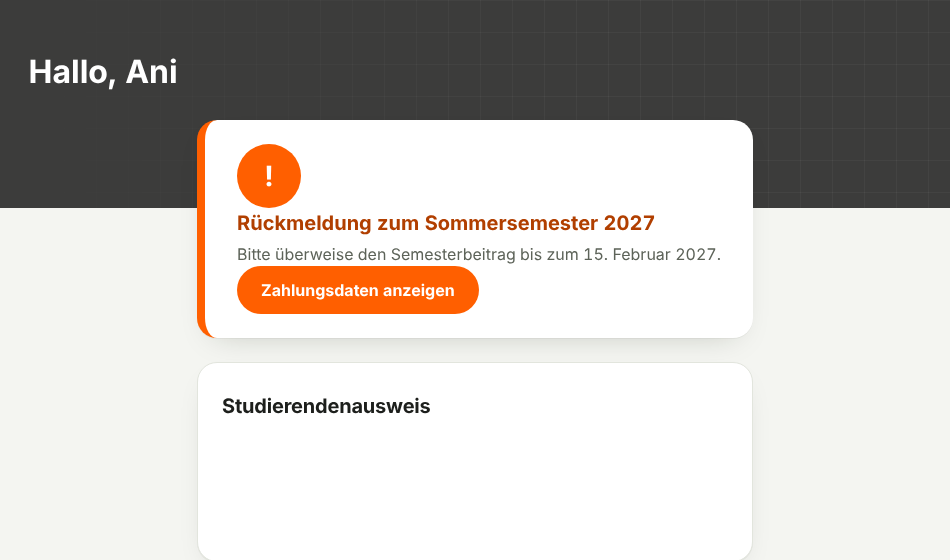 Hallo, Ani
!
Rückmeldung zum Sommersemester 2027
Bitte überweise den Semesterbeitrag bis zum 15. Februar 2027.
Zahlungsdaten anzeigen
Studierendenausweis